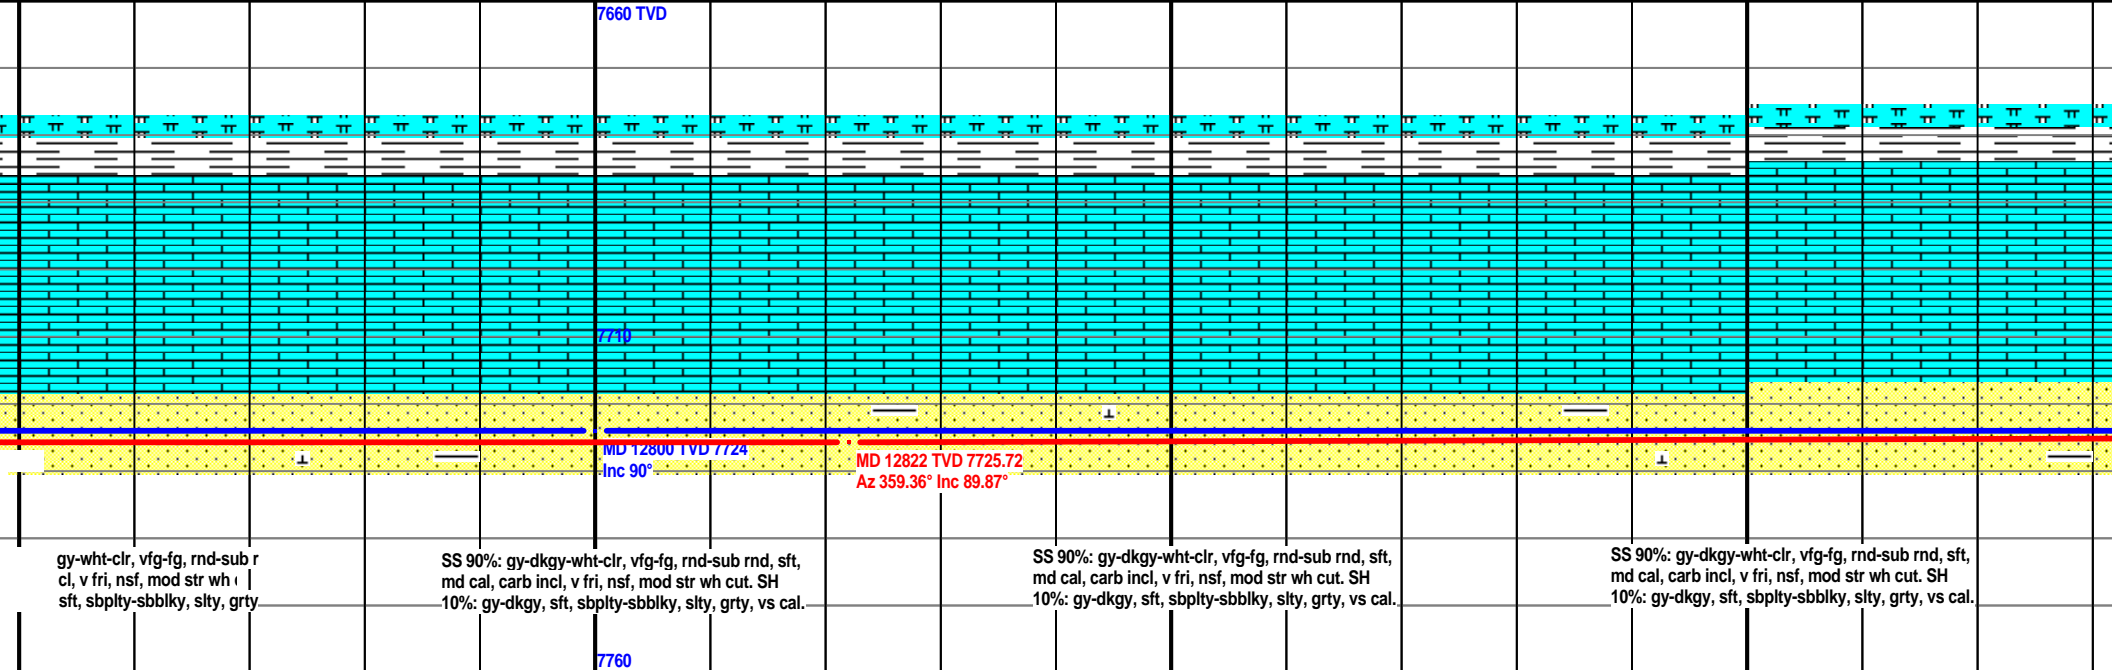 7660 TVD
7710
MD 12800 TVD 7724
Inc 90°
MD 12822 TVD 7725.72
Az 359.36° Inc 89.87°
gy-wht-clr, vfg-fg, rnd-sub r
cl, v fri, nsf, mod str wh
sft, sbplty-sbblky, slty, grty
SS 90%: gy-dkgy-wht-clr, vfg-fg, rnd-sub rnd, sft,
md cal, carb incl, v fri, nsf, mod str wh cut. SH
10%: gy-dkgy, sft, sbplty-sbblky, slty, grty, vs cal.
SS 90%: gy-dkgy-wht-clr, vfg-fg, rnd-sub rnd, sft,
md cal, carb incl, v fri, nsf, mod str wh cut. SH
10%: gy-dkgy, sft, sbplty-sbblky, slty, grty, vs cal.
SS 90%: gy-dkgy-wht-clr, vfg-fg, rnd-sub rnd, sft,
md cal, carb incl, v fri, nsf, mod str wh cut. SH
10%: gy-dkgy, sft, sbplty-sbblky, slty, grty, vs cal.
7760